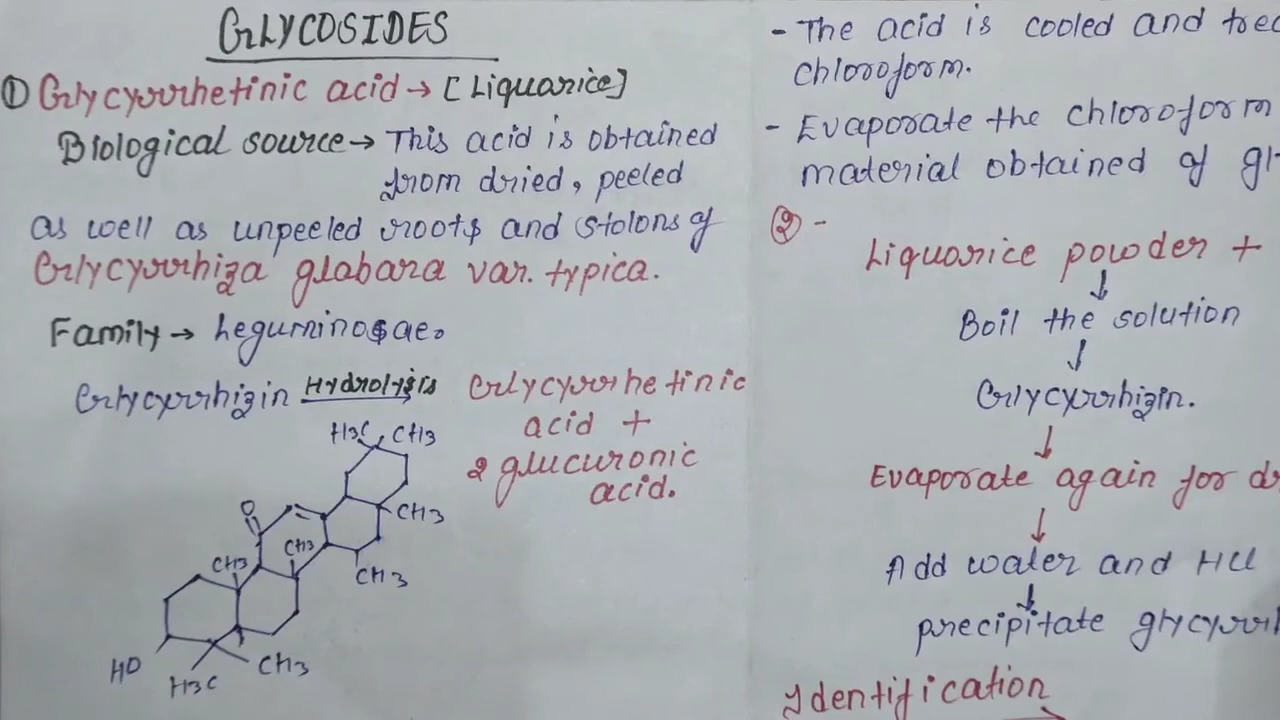 GLYCOSIDES
① Glycyrrhetinic acid → [Liquarice]
Biological source → This acid is obtained
from dried, peeled
as well as unpeeled roots and stolons of
Glycyrrhiza glabara var. typica.
Family → Leguminosae.
Glycyrrhizin Hydrolysis Glycyrrhetinic
acid +
2 glucuronic
acid.
H3C CH3
CH3
O
CH3
CH3
CH3
HO
H3C
CH3
- The acid is cooled and
chloroform.
- Evaporate the chloroform
material obtained of
② -
Liquarice powder +
↓
Boil the solution
↓
Glycyrrhizin.
↓
Evaporate again for
↓
Add water and HCl
↓
precipitate
Identification